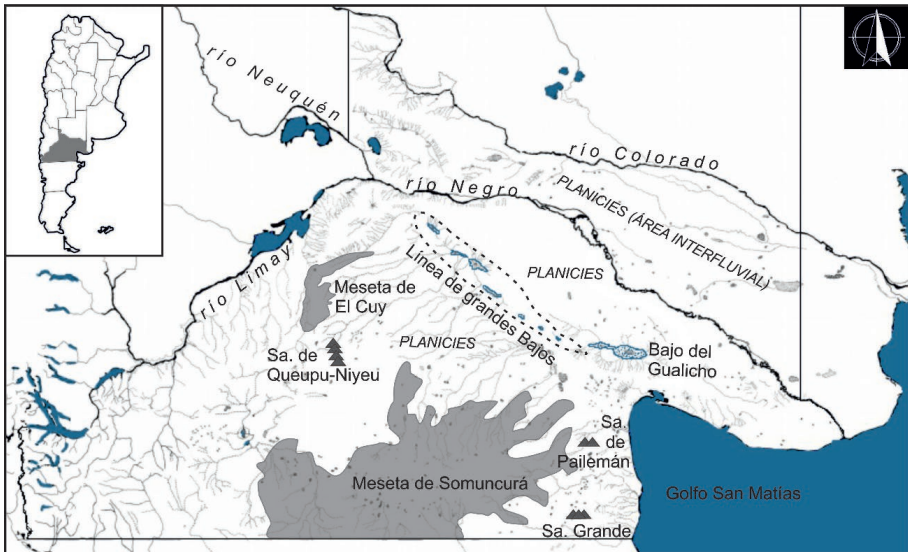 río Neuquén
río Colorado
río Negro
PLANICIES (ÁREA INTERFLUVIAL)
río Limay
PLANICIES
Línea de grandes Bajos
Meseta de
El Cuy
PLANICIES
Bajo del
Gualicho
Sa. de
Queupu-Niyeu
Sa.
de
Pailemán
Meseta de Somuncurá
Golfo San Matías
Sa. Grande